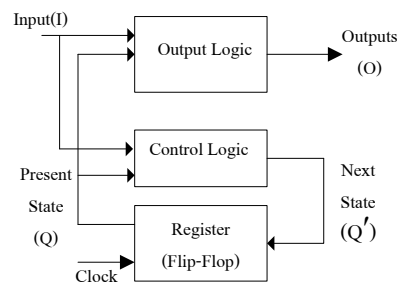 Input(I)
Output Logic
Outputs
(O)
Control Logic
Present
State
(Q)
Next
State
(Q')
Register
(Flip-Flop)
Clock